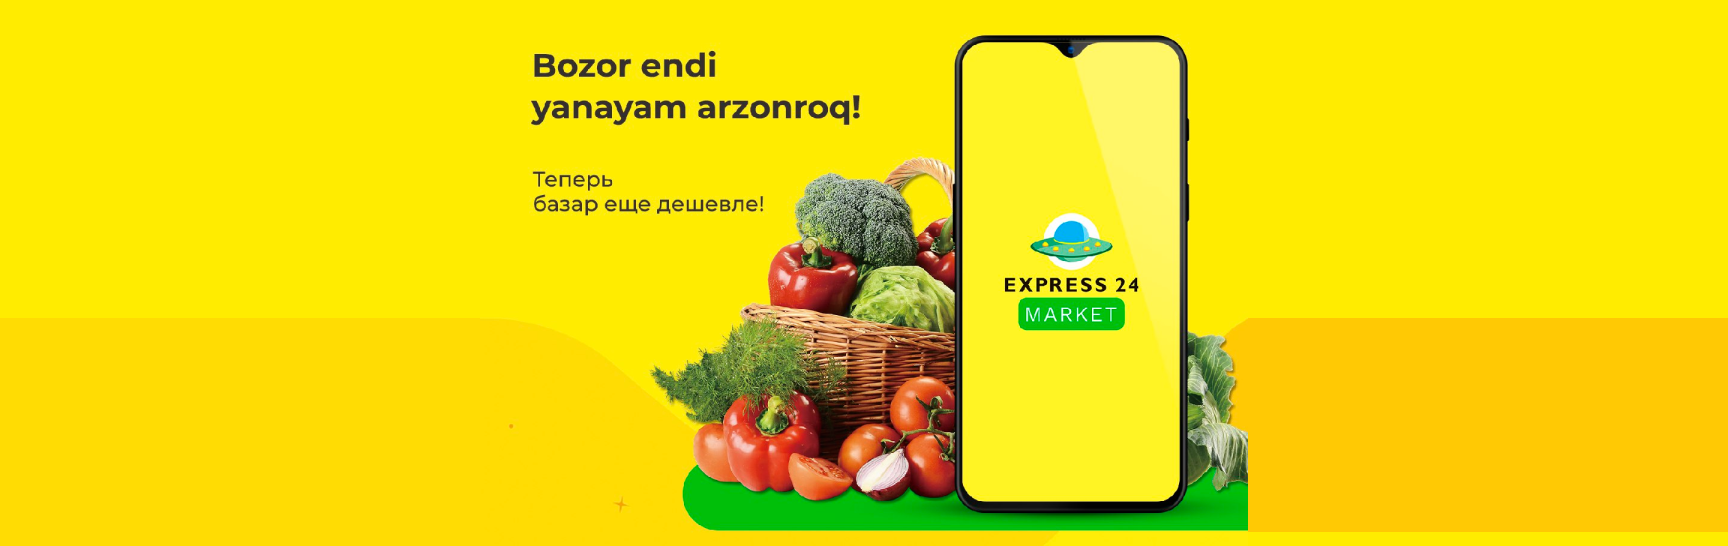 Bozor endi
yanayam arzonroq!
Теперь
базар еще дешевле!
EXPRESS 24
MARKET